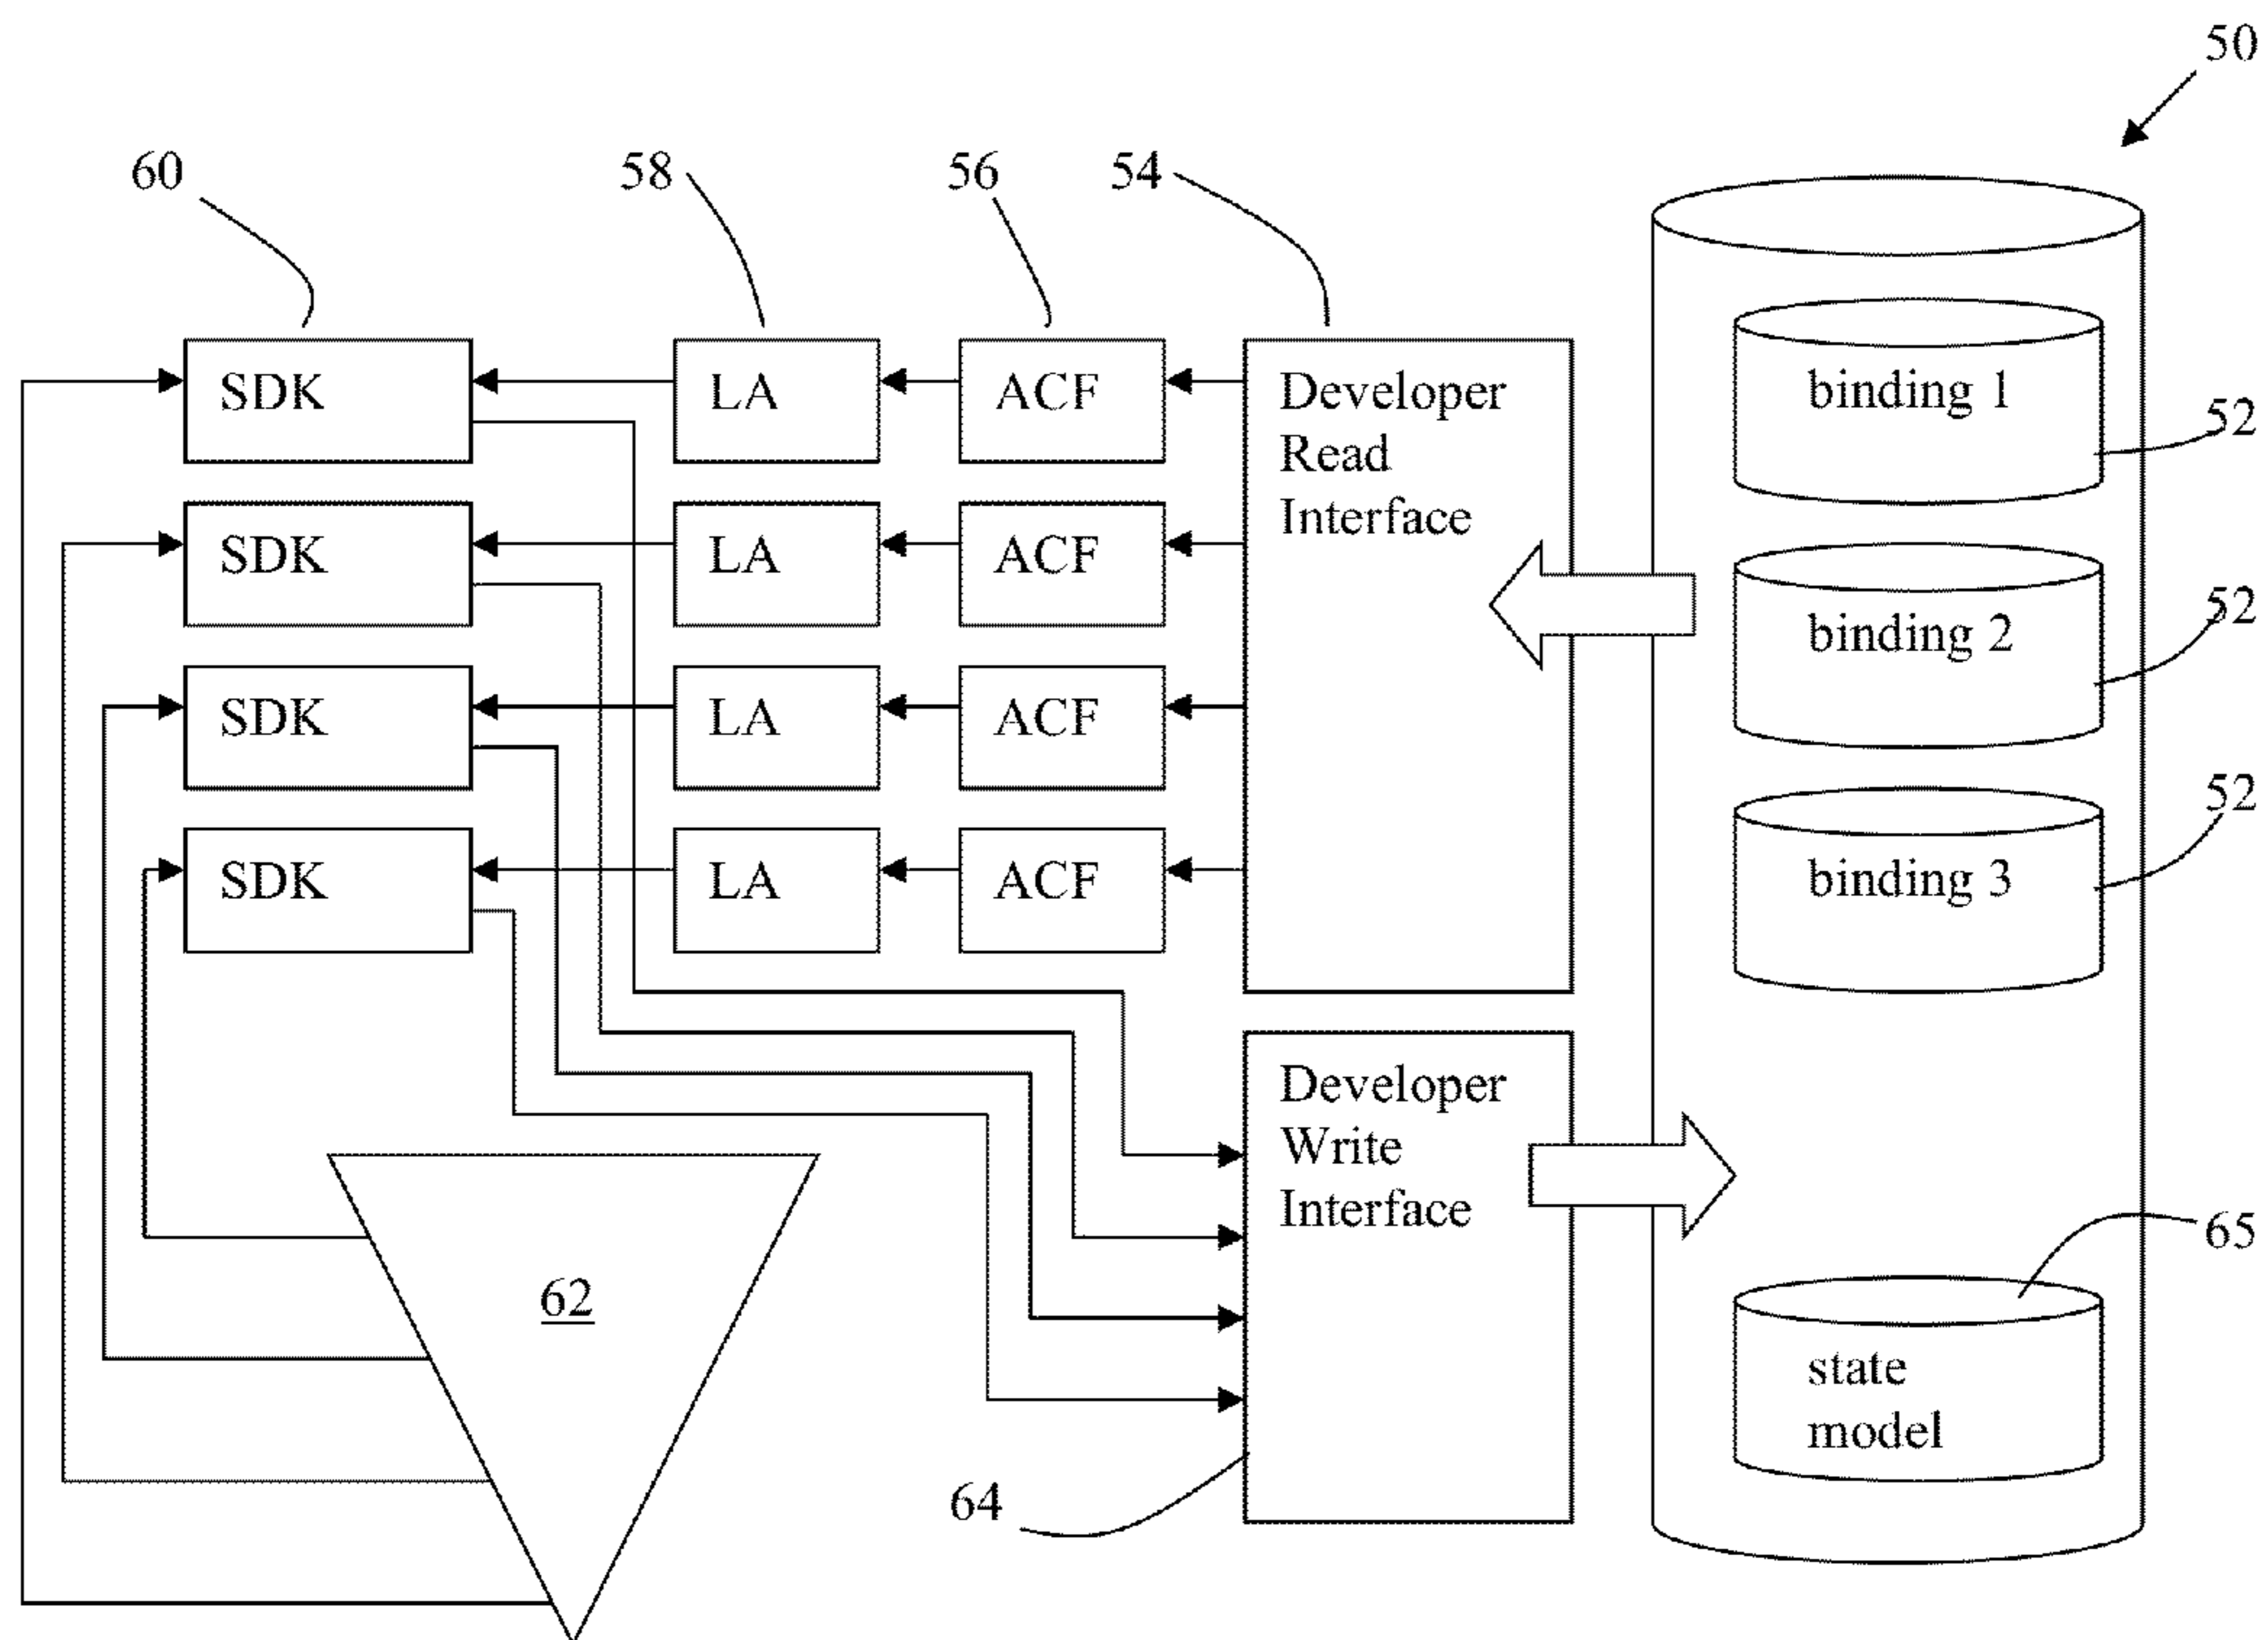 50
60
58
56
54
SDK
LA
ACF
Developer
Read
Interface
binding 1
52
SDK
LA
ACF
binding 2
52
SDK
LA
ACF
binding 3
52
SDK
LA
ACF
Developer
Write
Interface
62
64
65
state
model